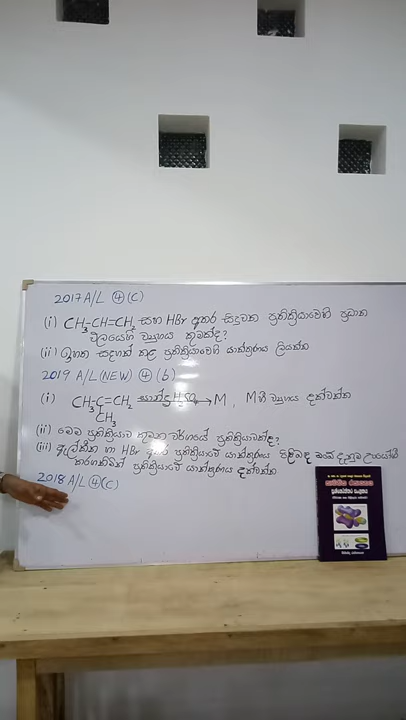 2017 A/L ④ (C)
(i) CH₃-CH=CH₂ සහ HBr අතර සිදුවන ප්‍රතික්‍රියාවෙහි ප්‍රධාන
ඵලයෙහි ව්‍යුහය කුමක්ද?
(ii) ඉහත සඳහන් කළ ප්‍රතික්‍රියාවෙහි යාන්ත්‍රණය ලියන්න
2019 A/L (NEW) ④ (b)
(i) CH₃-C=CH₂ සාන්ද්‍ර H₂SO₄ → M , M හි ව්‍යුහය දක්වන්න
CH₃
(ii) මෙම ප්‍රතික්‍රියාව කුමන වර්ගයේ ප්‍රතික්‍රියාවක්ද?
(iii) ඇල්කීන හා HBr අතර ප්‍රතික්‍රියාවේ යාන්ත්‍රණය පිළිබඳ ඔබේ දැනුම උපයෝගී
කරගනිමින් ප්‍රතික්‍රියාවේ යාන්ත්‍රණය දක්වන්න
2018 A/L ④ (C)